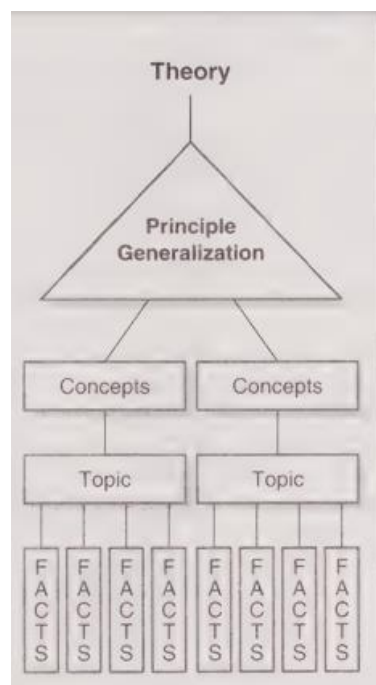 Theory
Principle
Generalization
Concepts Concepts
Topic Topic
FACTS FACTS FACTS FACTS FACTS FACTS FACTS FACTS